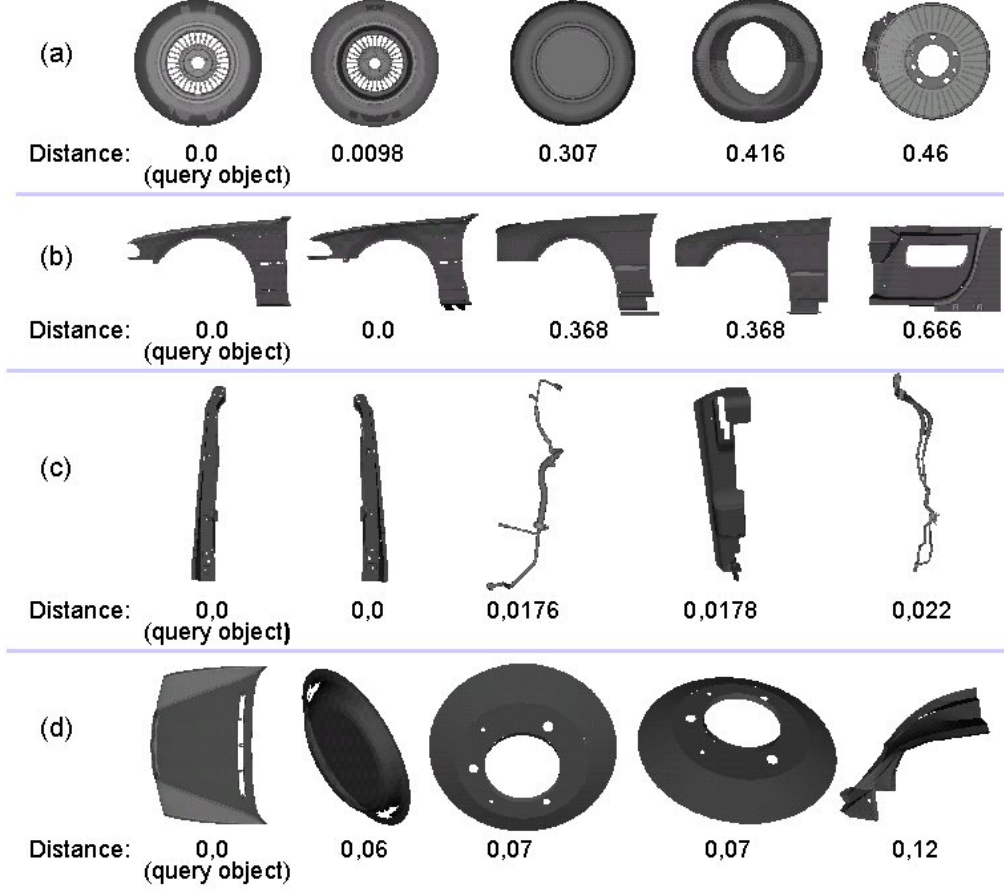 (a)
Distance: 0.0 0.0098 0.307 0.416 0.46
(query object)
(b)
Distance: 0.0 0.0 0.368 0.368 0.666
(query object)
(c)
Distance: 0,0 0,0 0,0176 0,0178 0,022
(query object)
(d)
Distance: 0,0 0,06 0,07 0,07 0,12
(query object)